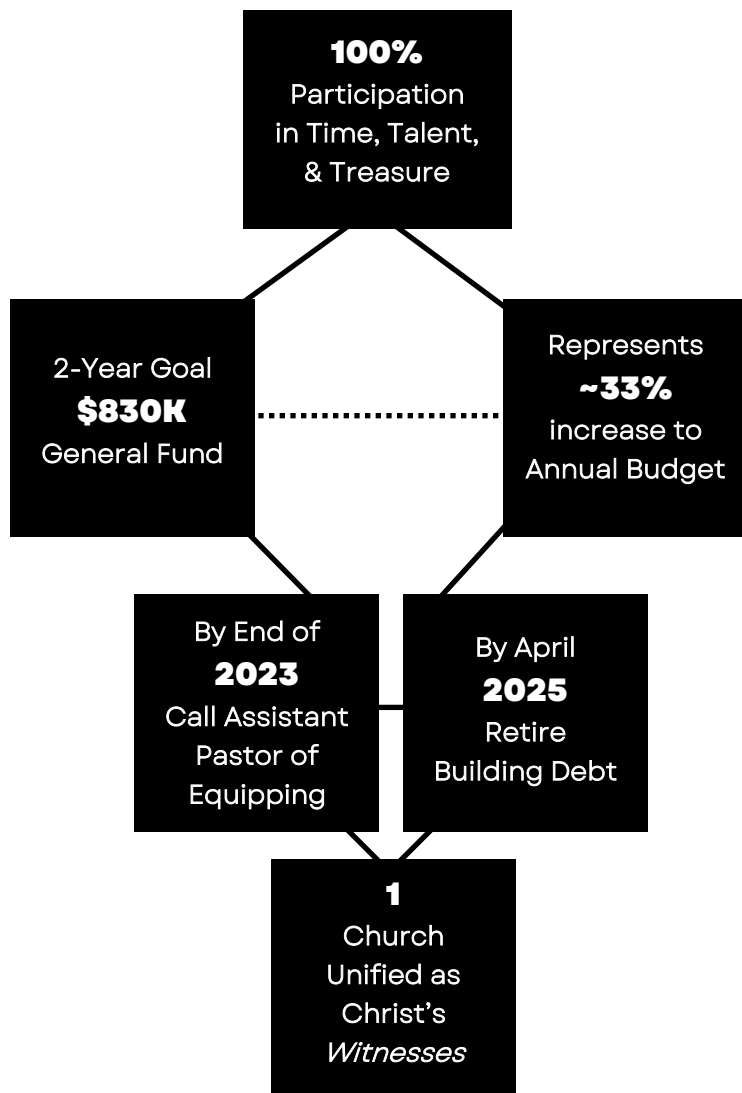 100%
Participation
in Time, Talent,
& Treasure
2-Year Goal
$830K
General Fund
Represents
~33%
increase to
Annual Budget
By End of
2023
Call Assistant
Pastor of
Equipping
By April
2025
Retire
Building Debt
1
Church
Unified as
Christ’s
Witnesses